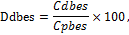 Ddbes = Cdbes/Cpbes × 100,